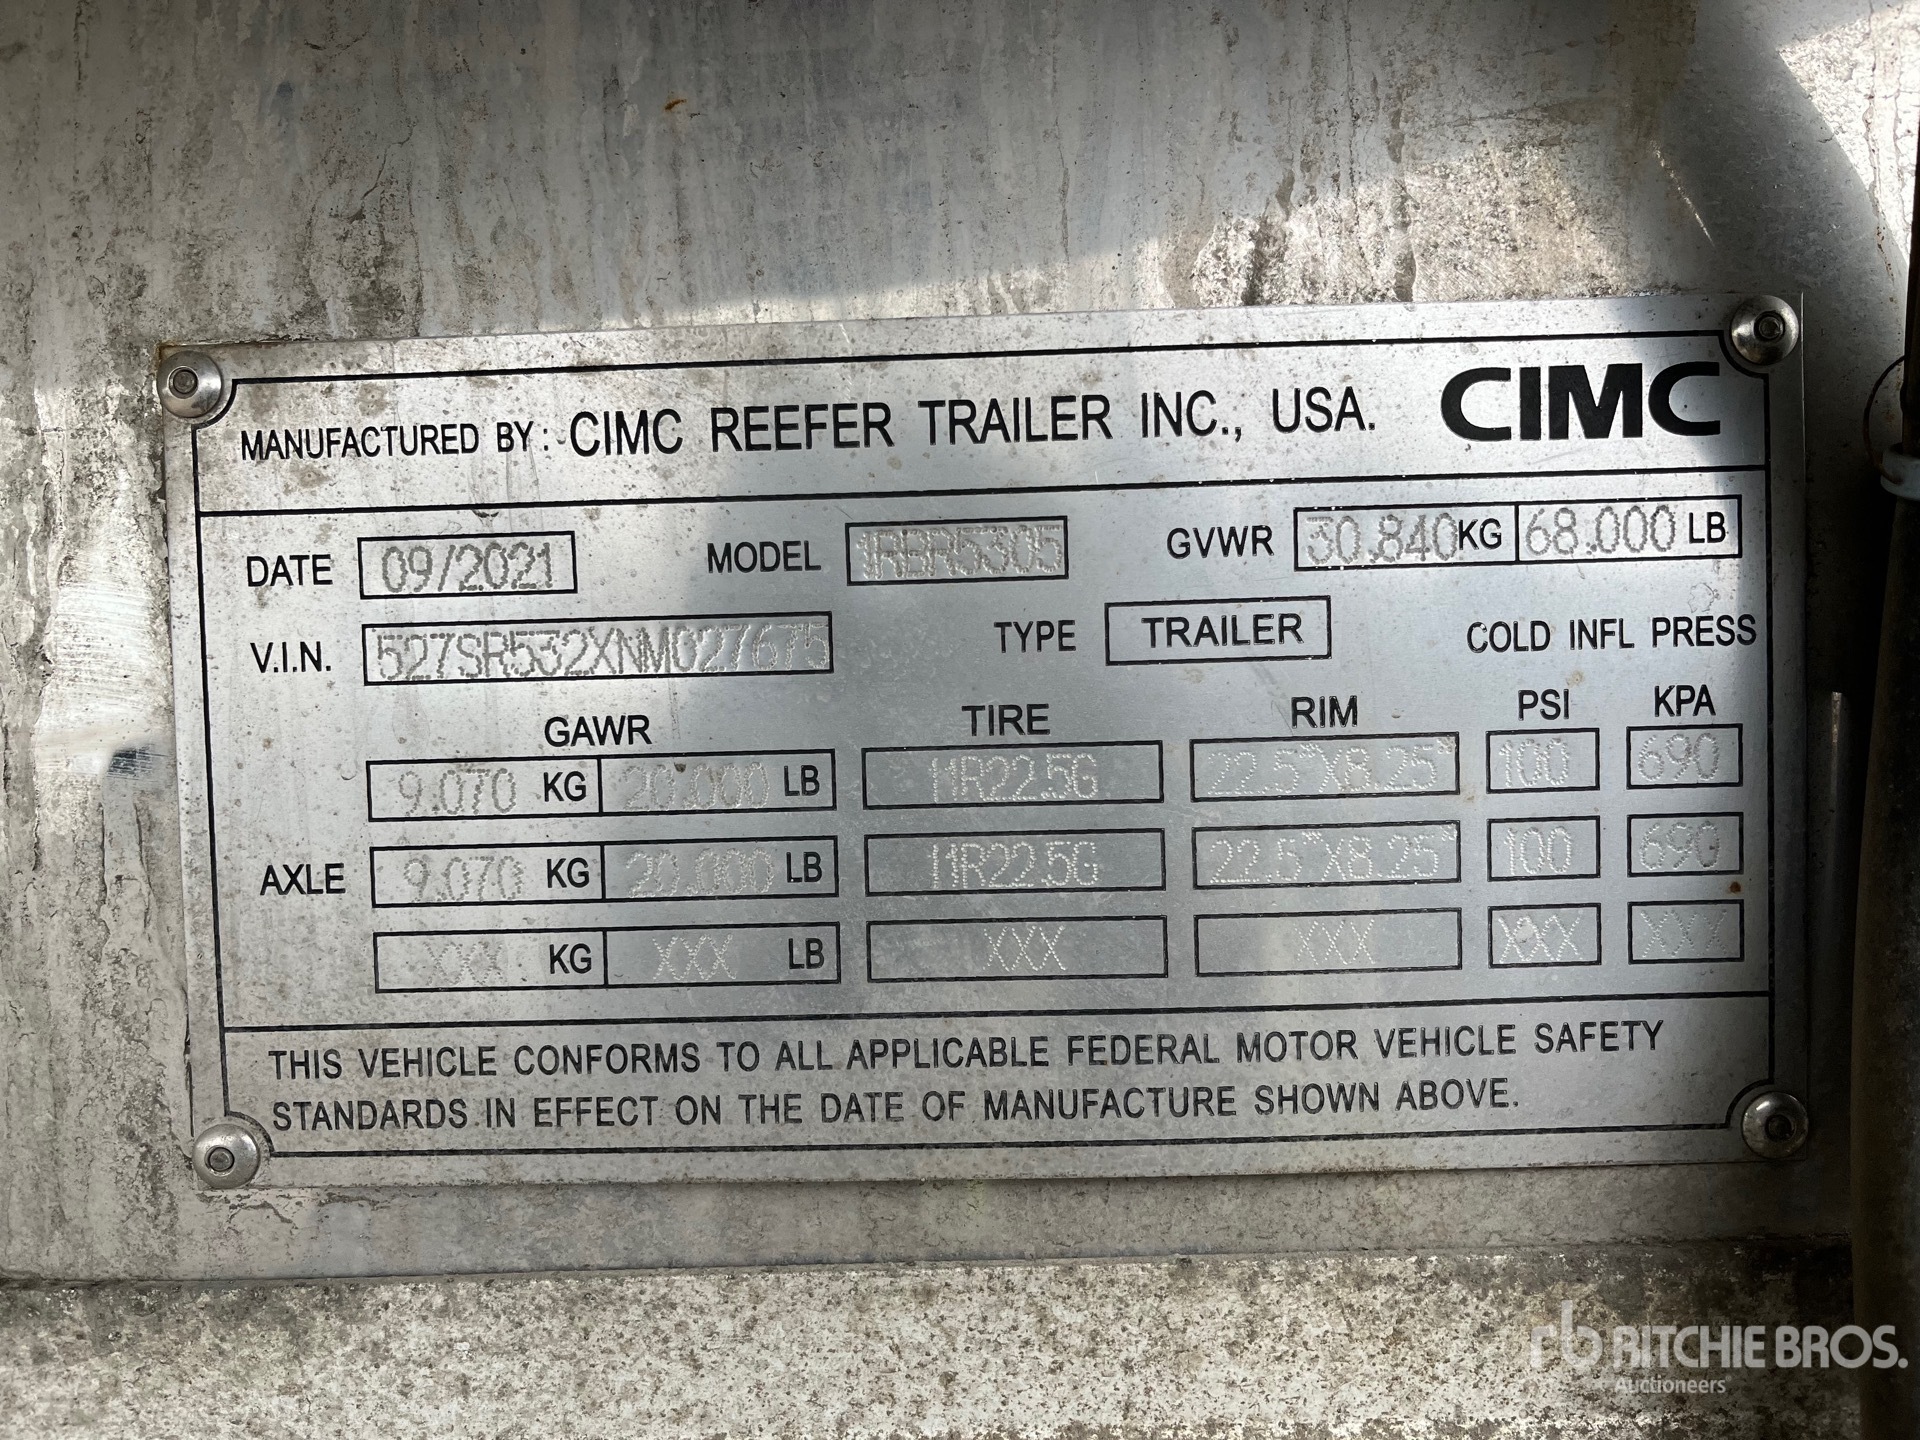 MANUFACTURED BY: CIMC REEFER TRAILER INC., USA. CIMC
DATE 09/2021 MODEL 1RBR5305 GVWR 30.840 KG 68.000 LB
V.I.N. 527SR532XNM027675 TYPE TRAILER COLD INFL PRESS
GAWR TIRE RIM PSI KPA
9.070 KG 20.000 LB 11R22.5G 22.5"X8.25" 100 690
AXLE 9.070 KG 20.000 LB 11R22.5G 22.5"X8.25" 100 690
XXX KG XXX LB XXX XXX XXX XXX
THIS VEHICLE CONFORMS TO ALL APPLICABLE FEDERAL MOTOR VEHICLE SAFETY
STANDARDS IN EFFECT ON THE DATE OF MANUFACTURE SHOWN ABOVE.
rb RITCHIE BROS.
Auctioneers